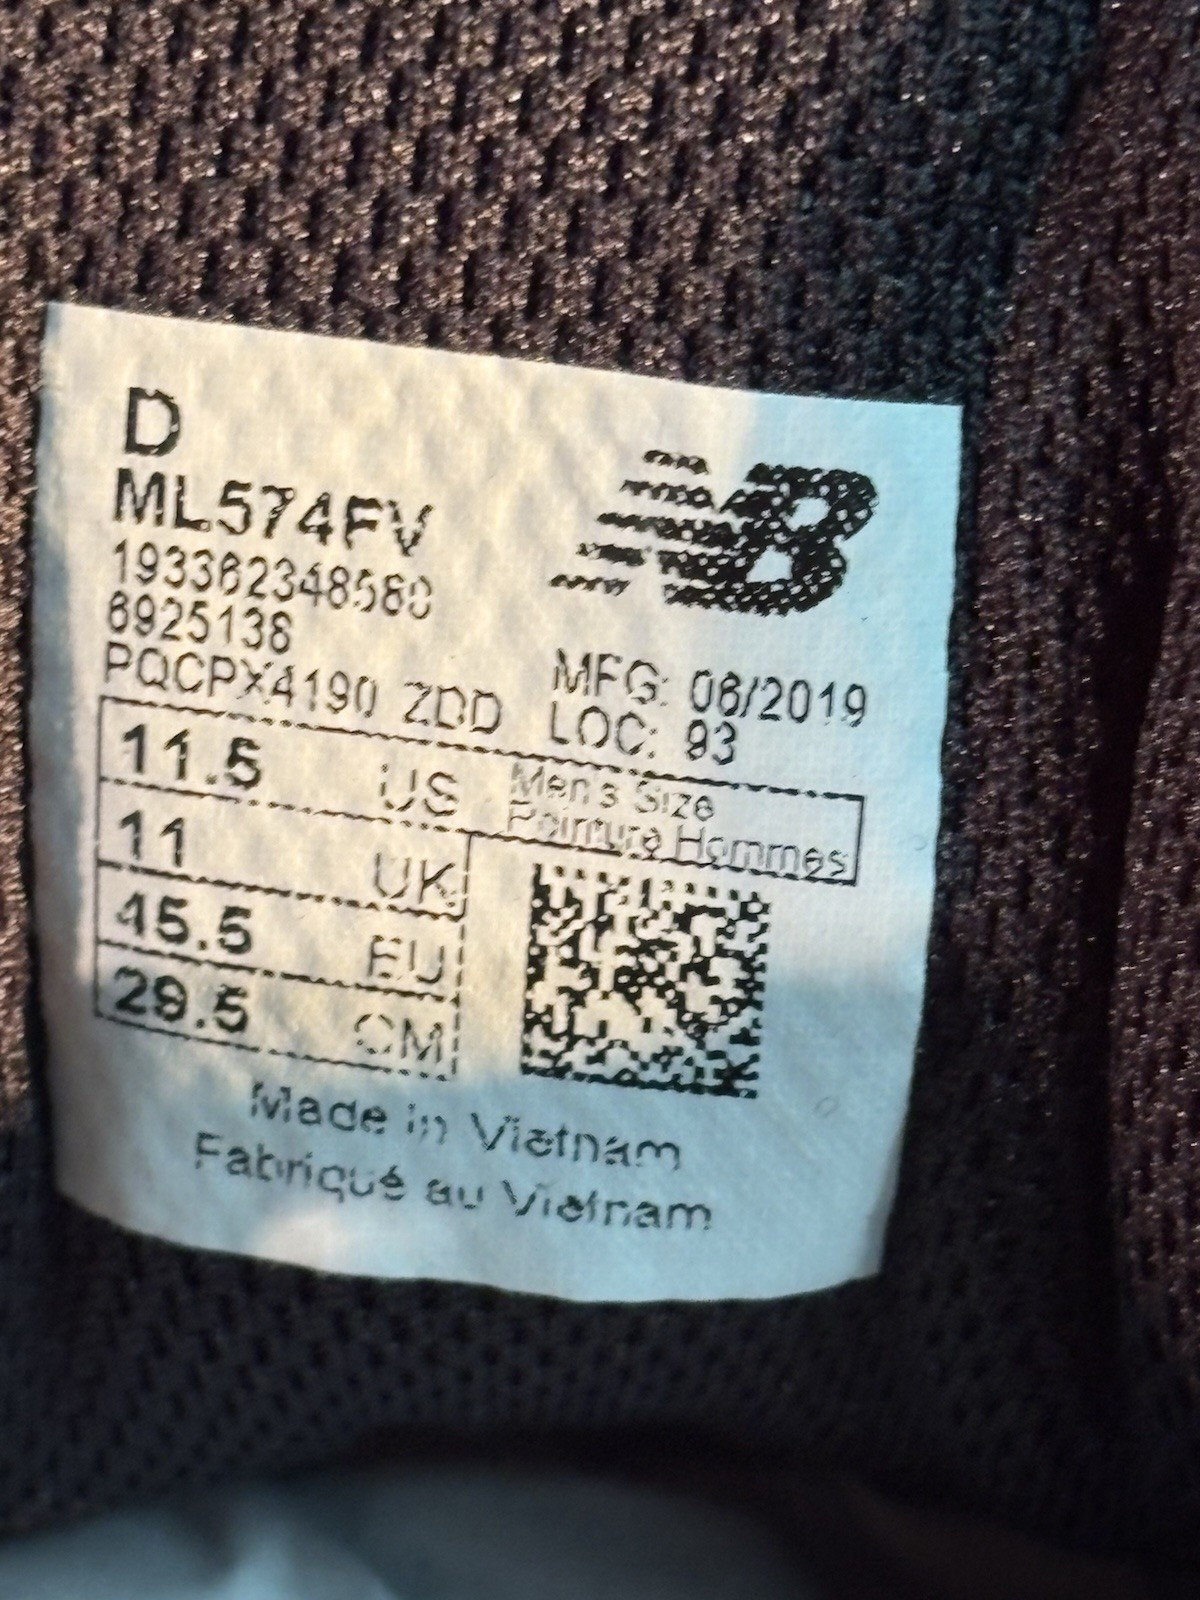 D
ML574FV
193362348580
6925138
PQCPX4190 ZDD
MFG: 06/2019
LOC: 93
11.5 US Men's Size
Pointure Hommes
11 UK
45.5 EU
29.5 CM
Made in Vietnam
Fabriqué au Vietnam